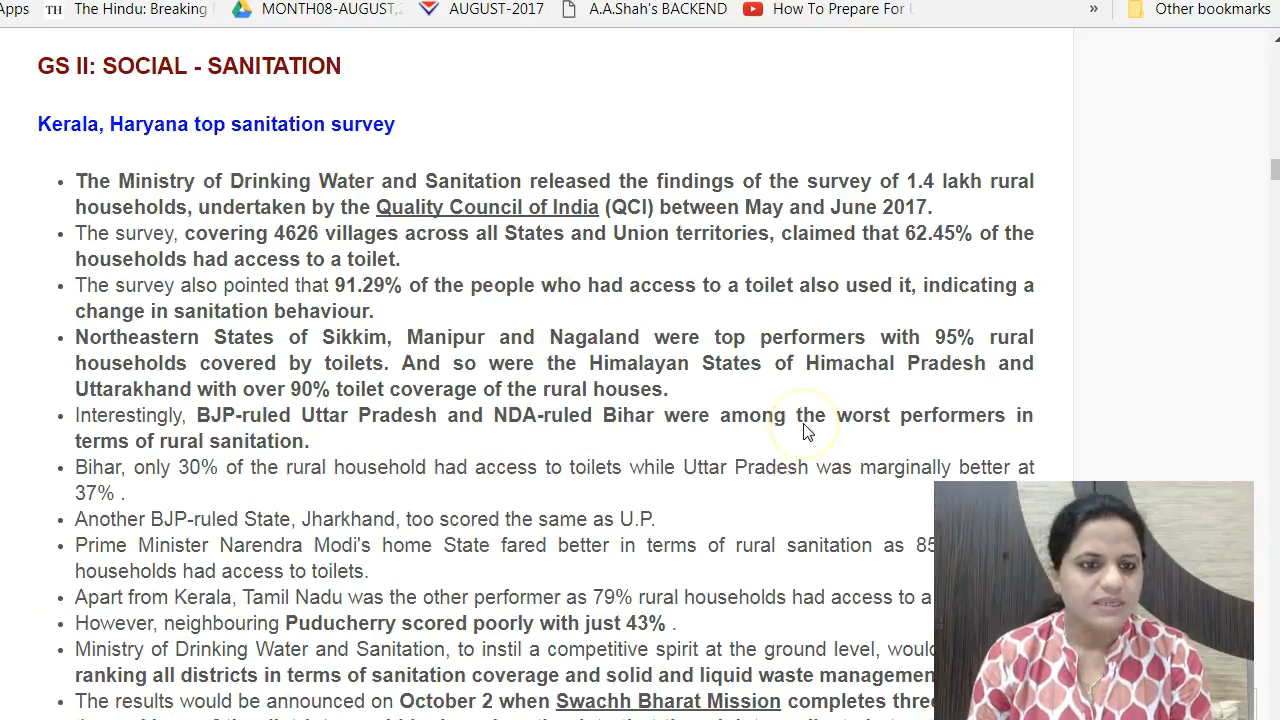 Apps TH The Hindu: Breaking MONTH08-AUGUST, AUGUST-2017 A.A.Shah's BACKEND How To Prepare For » Other bookmarks
GS II: SOCIAL - SANITATION
Kerala, Haryana top sanitation survey
• The Ministry of Drinking Water and Sanitation released the findings of the survey of 1.4 lakh rural
households, undertaken by the Quality Council of India (QCI) between May and June 2017.
• The survey, covering 4626 villages across all States and Union territories, claimed that 62.45% of the
households had access to a toilet.
• The survey also pointed that 91.29% of the people who had access to a toilet also used it, indicating a
change in sanitation behaviour.
• Northeastern States of Sikkim, Manipur and Nagaland were top performers with 95% rural
households covered by toilets. And so were the Himalayan States of Himachal Pradesh and
Uttarakhand with over 90% toilet coverage of the rural houses.
• Interestingly, BJP-ruled Uttar Pradesh and NDA-ruled Bihar were among the worst performers in
terms of rural sanitation.
• Bihar, only 30% of the rural household had access to toilets while Uttar Pradesh was marginally better at
37% .
• Another BJP-ruled State, Jharkhand, too scored the same as U.P.
• Prime Minister Narendra Modi's home State fared better in terms of rural sanitation as 85
households had access to toilets.
• Apart from Kerala, Tamil Nadu was the other performer as 79% rural households had access to a
• However, neighbouring Puducherry scored poorly with just 43% .
• Ministry of Drinking Water and Sanitation, to instil a competitive spirit at the ground level, would
ranking all districts in terms of sanitation coverage and solid and liquid waste managemen
• The results would be announced on October 2 when Swachh Bharat Mission completes three